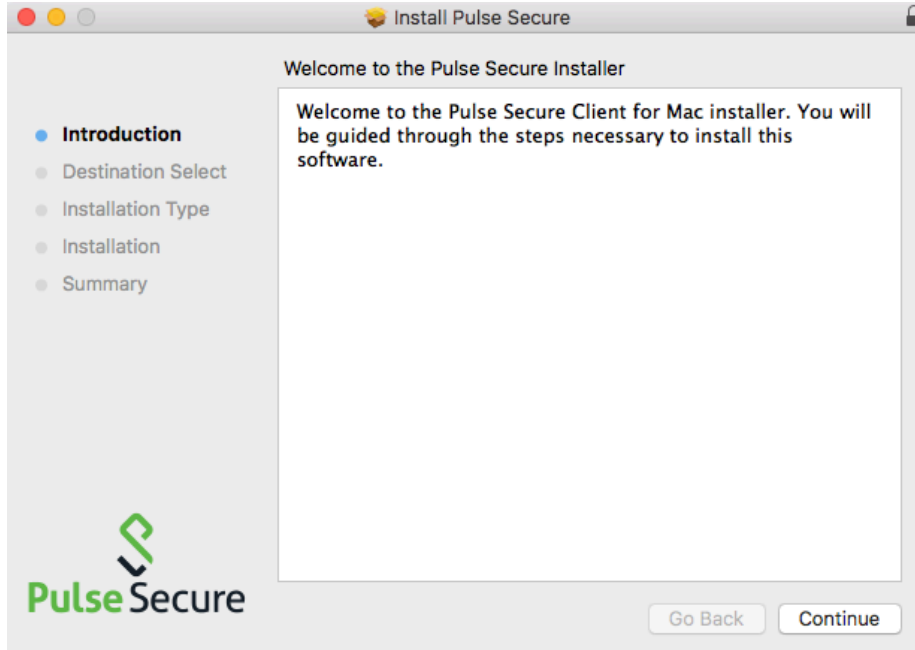 Install Pulse Secure
Welcome to the Pulse Secure Installer
Introduction
Destination Select
Installation Type
Installation
Summary
Welcome to the Pulse Secure Client for Mac installer. You will
be guided through the steps necessary to install this
software.
Pulse Secure
Go Back
Continue